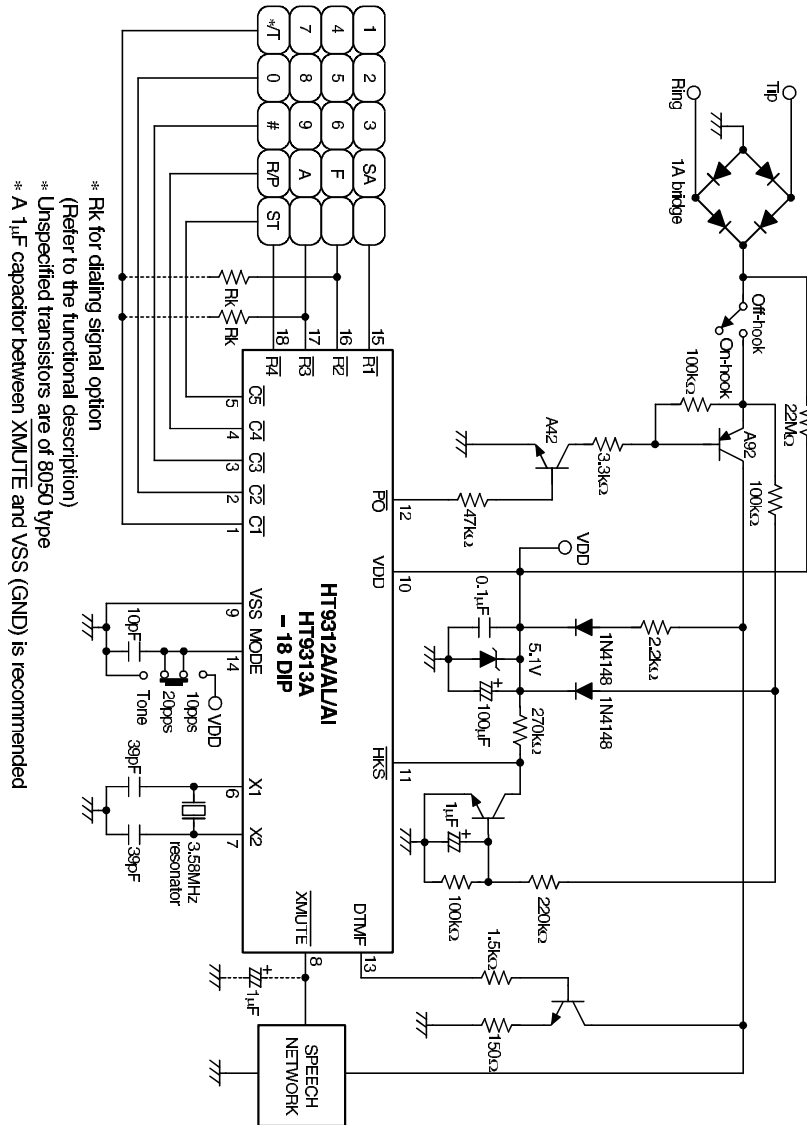 Tip
Ring
1A bridge
Off-hook
On-hook
100kΩ
A92
22MΩ
100kΩ
3.3kΩ
A42
47kΩ
VDD
0.1μF
5.1V
100μF
+
1N4148
2.2kΩ
1N4148
270kΩ
1μF
+
100kΩ
220kΩ
1.5kΩ
150Ω
1
2
3
SA
4
5
6
F
7
8
9
A
*/T
0
#
R/P
ST
Rk
Rk
15
16
17
18
R1
R2
R3
R4
C5
C4
C3
C2
C1
5
4
3
2
1
PO
12
VDD
10
HKS
11
DTMF
13
XMUTE
8
HT9312A/AL/AI
HT9313A
– 18 DIP
VSS
MODE
9
14
X1
X2
6
7
10pF
VDD
10pps
20pps
Tone
39pF
39pF
3.58MHz
resonator
1μF
+
SPEECH
NETWORK
* Rk for dialing signal option
(Refer to the functional description)
* Unspecified transistors are of 8050 type
* A 1μF capacitor between XMUTE and VSS (GND) is recommended